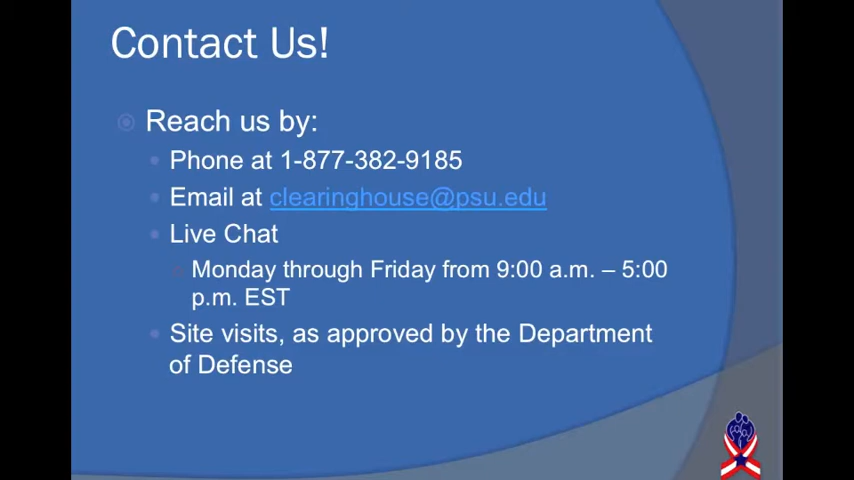 Contact Us!
Reach us by:
Phone at 1-877-382-9185
Email at clearinghouse@psu.edu
Live Chat
Monday through Friday from 9:00 a.m. – 5:00
p.m. EST
Site visits, as approved by the Department
of Defense